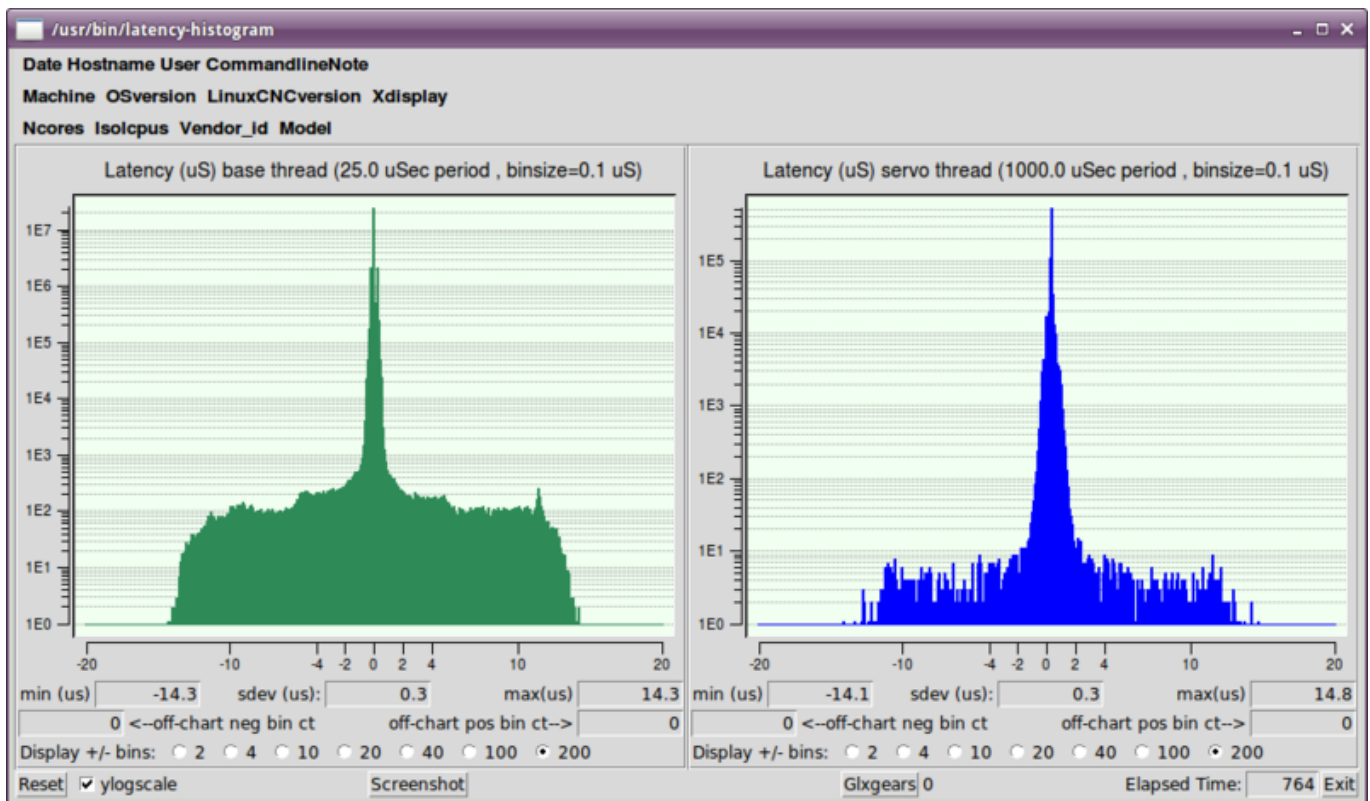 /usr/bin/latency-histogram
Date Hostname User CommandlineNote
Machine OSversion LinuxCNCversion Xdisplay
Ncores Isolcpus Vendor_id Model
Latency (uS) base thread (25.0 uSec period , binsize=0.1 uS)
1E7
1E6
1E5
1E4
1E3
1E2
1E1
1E0
-20 -10 -4 -2 0 2 4 10 20
min (us) -14.3 sdev (us): 0.3 max(us) 14.3
0 <--off-chart neg bin ct off-chart pos bin ct--> 0
Display +/- bins: 2 4 10 20 40 100 200
Latency (uS) servo thread (1000.0 uSec period , binsize=0.1 uS)
1E5
1E4
1E3
1E2
1E1
1E0
-20 -10 -4 -2 0 2 4 10 20
min (us) -14.1 sdev (us): 0.3 max(us) 14.8
0 <--off-chart neg bin ct off-chart pos bin ct--> 0
Display +/- bins: 2 4 10 20 40 100 200
Reset ylogscale Screenshot Glxgears 0 Elapsed Time: 764 Exit